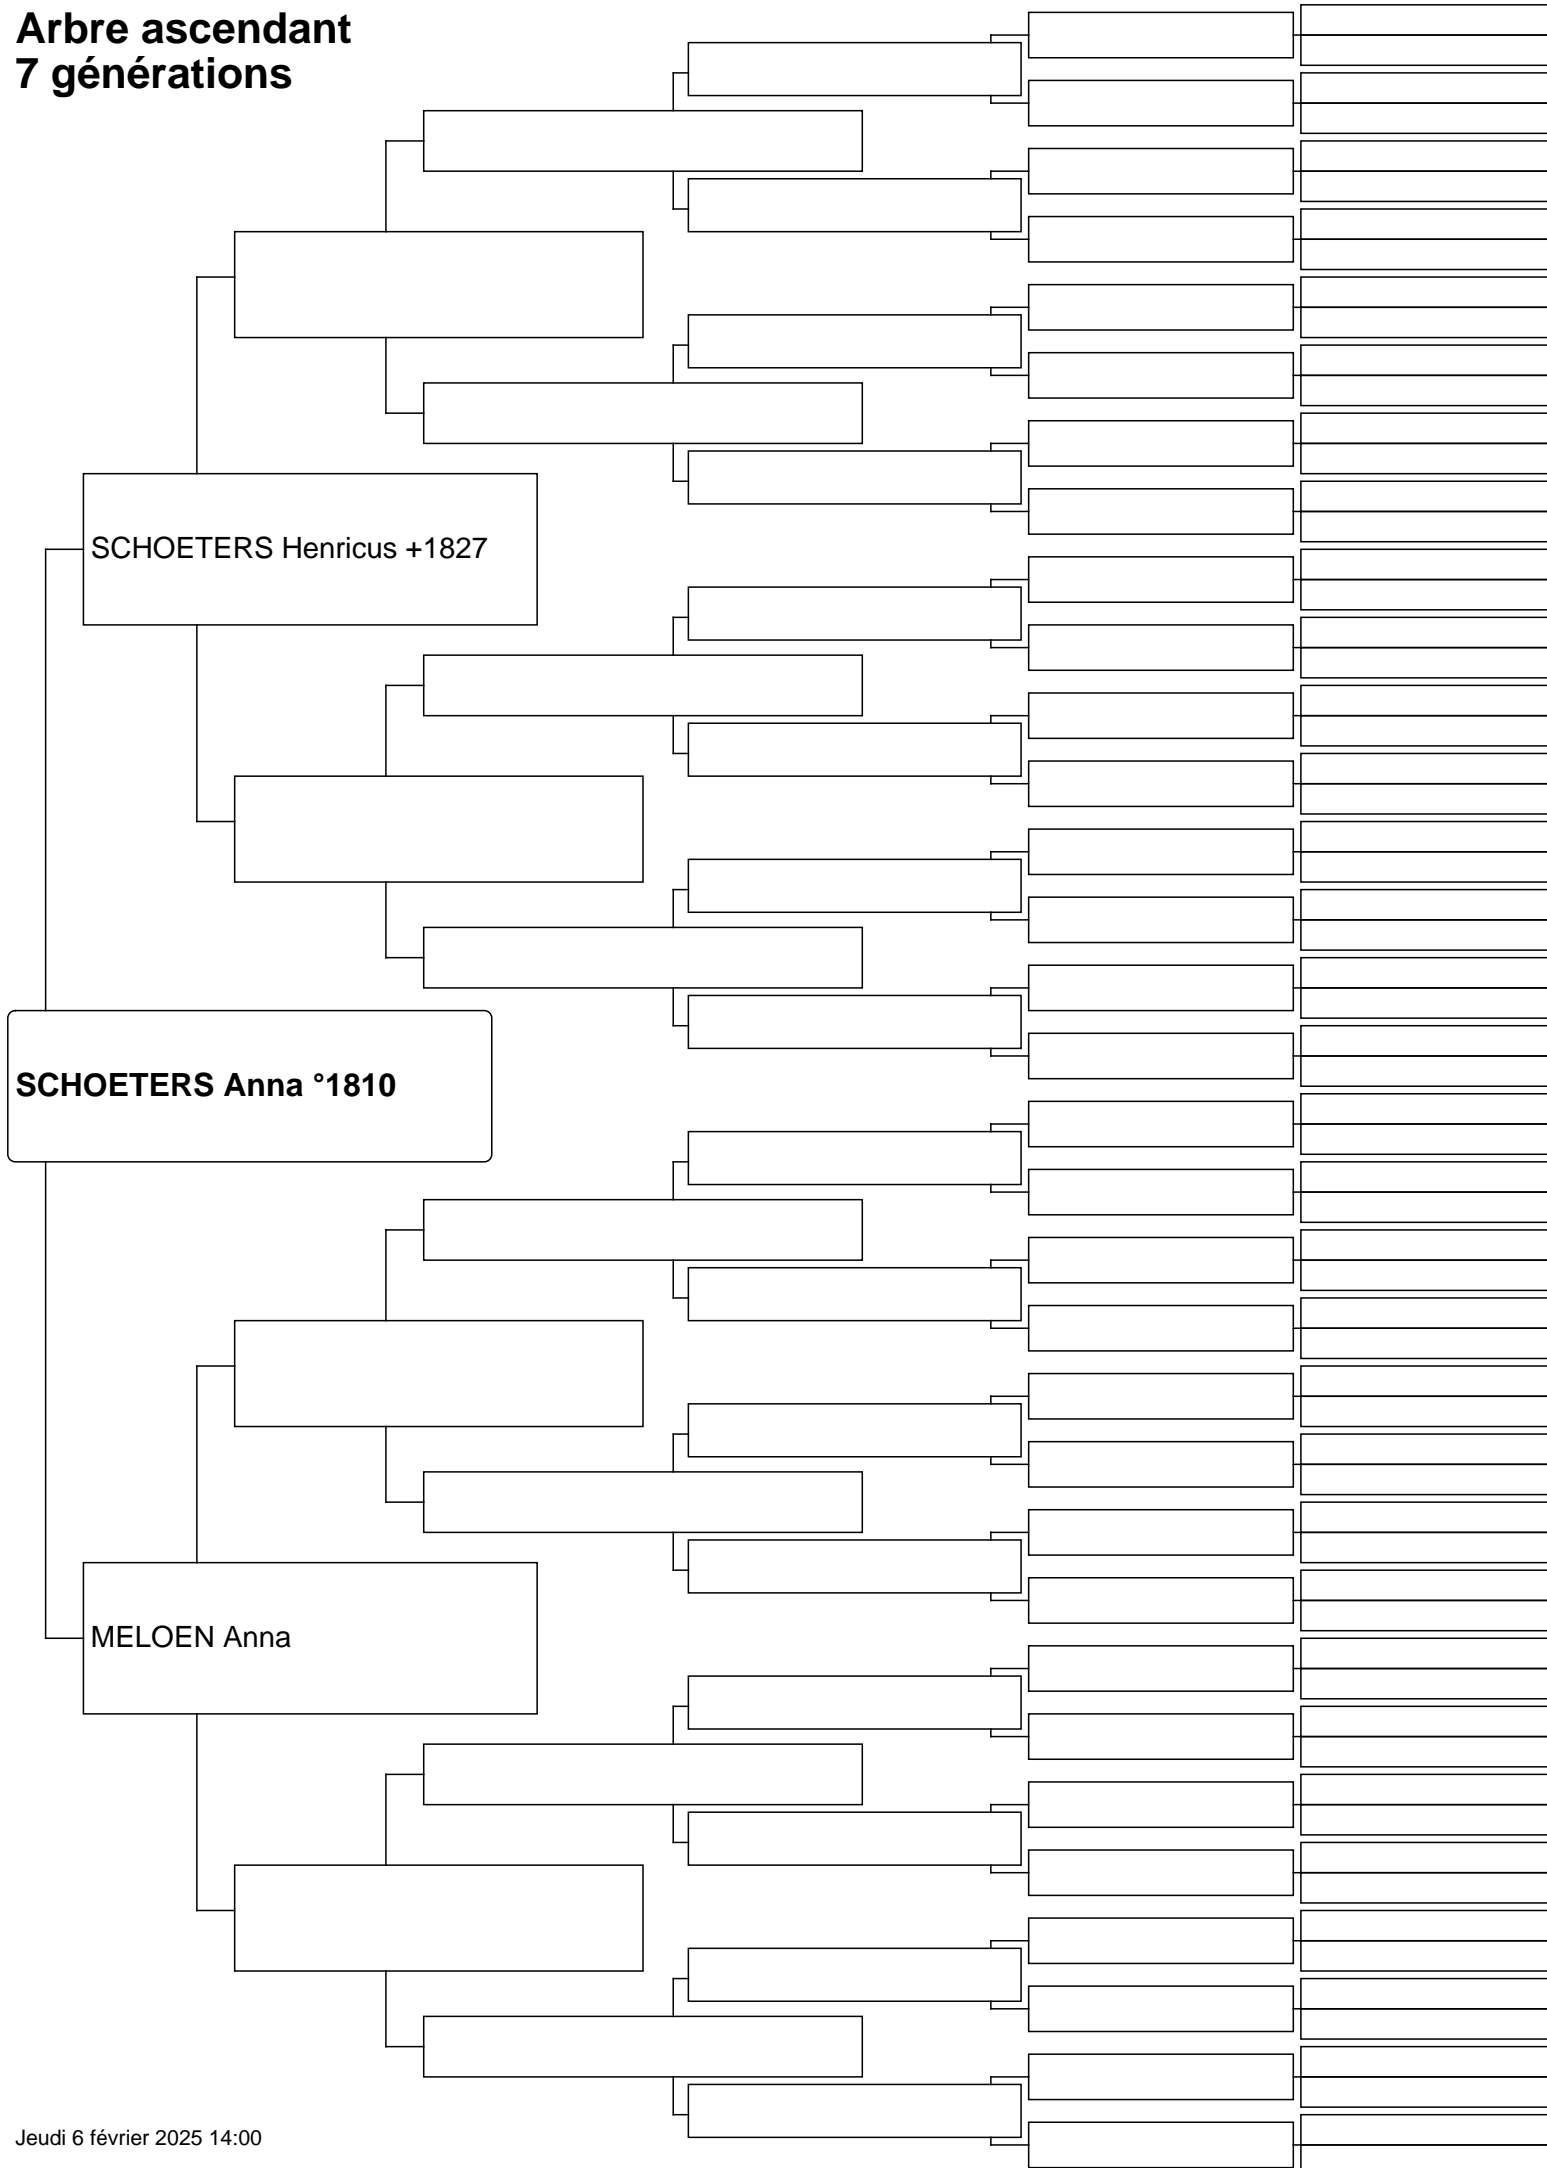 Arbre ascendant
7 générations
SCHOETERS Henricus +1827
SCHOETERS Anna °1810
MELOEN Anna
Jeudi 6 février 2025 14:00